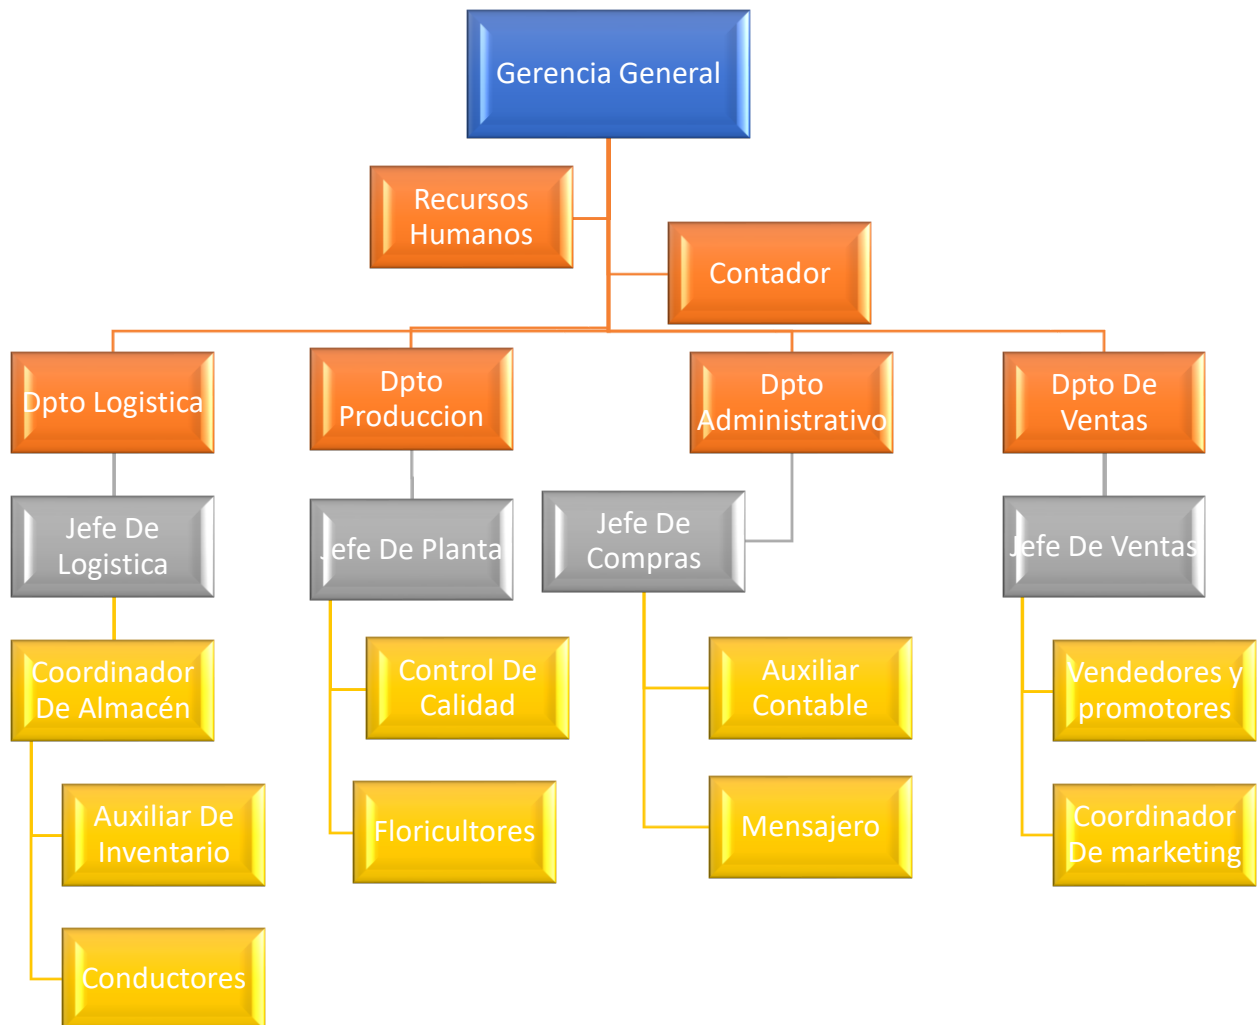 Gerencia General
Recursos
Humanos
Contador
Dpto Logistica
Dpto
Produccion
Dpto
Administrativo
Dpto De
Ventas
Jefe De
Logistica
Jefe De Planta
Jefe De
Compras
Jefe De Ventas
Coordinador
De Almacén
Control De
Calidad
Auxiliar
Contable
Vendedores y
promotores
Auxiliar De
Inventario
Floricultores
Mensajero
Coordinador
De marketing
Conductores